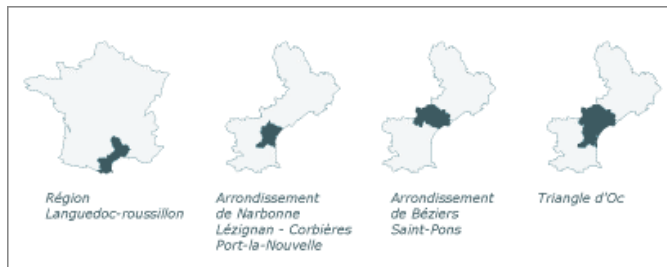 Région
Languedoc-roussillon
Arrondissement
de Narbonne
Lézignan - Corbières
Port-la-Nouvelle
Arrondissement
de Béziers
Saint-Pons
Triangle d'Oc